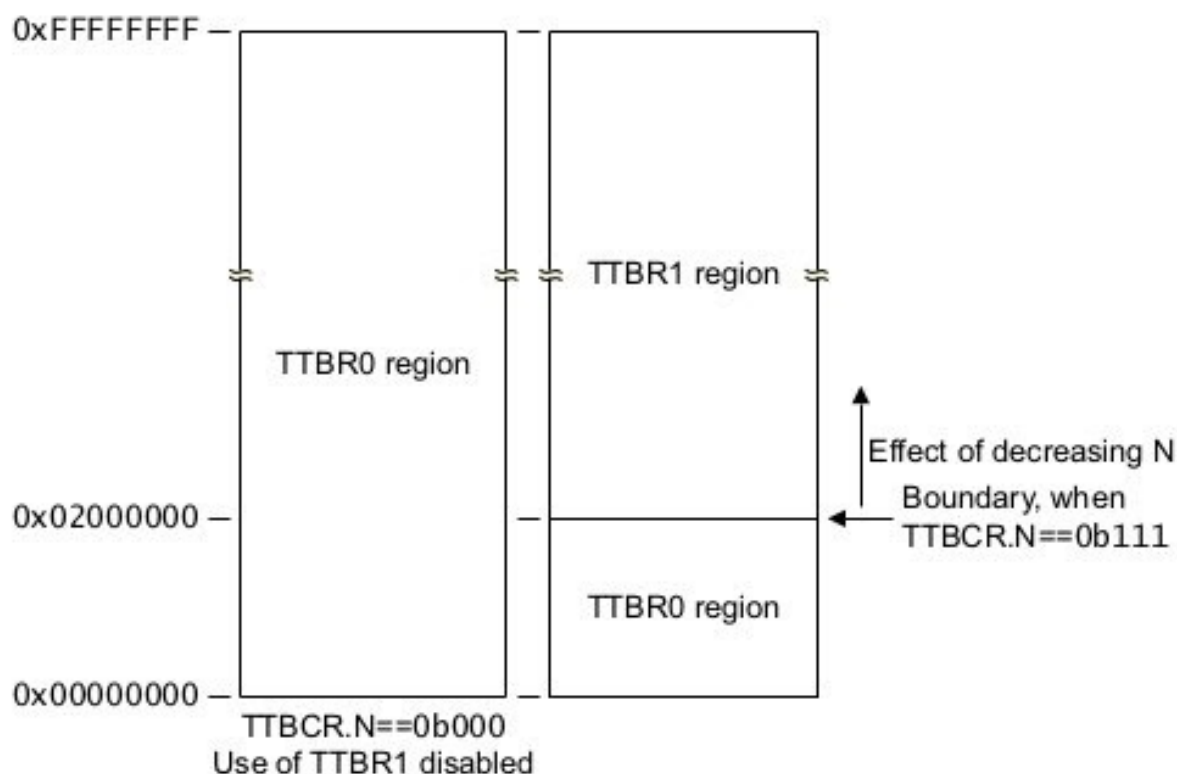 0xFFFFFFFF
TTBR1 region
TTBR0 region
Effect of decreasing N
Boundary, when
0x02000000
TTBCR.N==0b111
TTBR0 region
0x00000000
TTBCR.N==0b000
Use of TTBR1 disabled